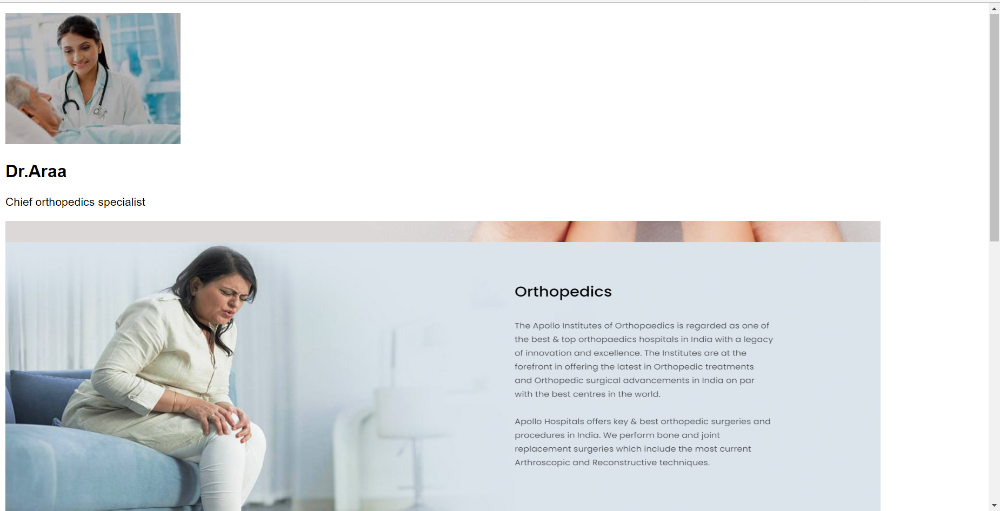 Dr.Araa
Chief orthopedics specialist
Orthopedics
The Apollo Institutes of Orthopaedics is regarded as one of
the best & top orthopaedics hospitals in India with a legacy
of innovation and excellence. The Institutes are at the
forefront in offering the latest in Orthopedic treatments
and Orthopedic surgical advancements in India on par
with the best centres in the world.
Apollo Hospitals offers key & best orthopedic surgeries and
procedures in India. We perform bone and joint
replacement surgeries which include the most current
Arthroscopic and Reconstructive techniques.